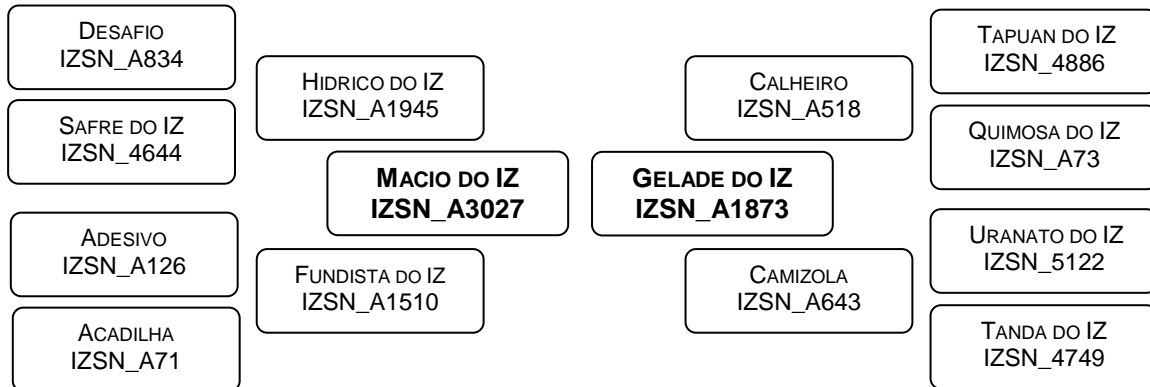 DESAFIO
IZSN_A834
SAFRE DO IZ
IZSN_4644
ADESIVO
IZSN_A126
ACADILHA
IZSN_A71
HIDRICO DO IZ
IZSN_A1945
FUNDISTA DO IZ
IZSN_A1510
MACIO DO IZ
IZSN_A3027
GELADE DO IZ
IZSN_A1873
CALHEIRO
IZSN_A518
CAMIZOLA
IZSN_A643
TAPUAN DO IZ
IZSN_4886
QUIMOSA DO IZ
IZSN_A73
URANATO DO IZ
IZSN_5122
TANDA DO IZ
IZSN_4749